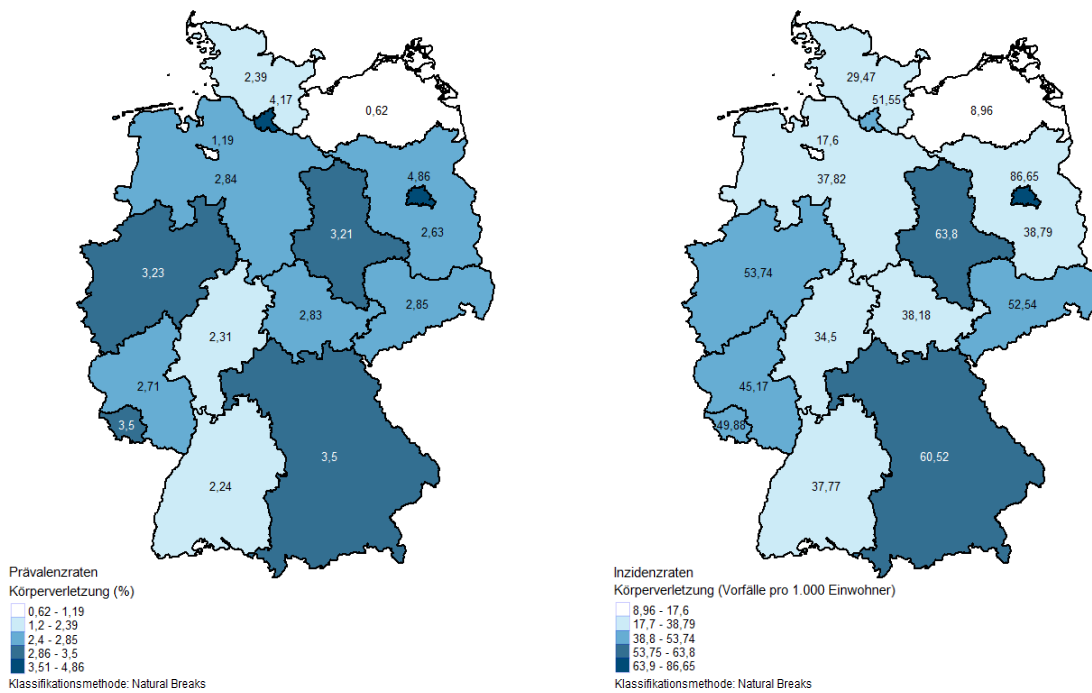 2,39
4,17
0,62
1,19
2,84
4,86
2,63
3,21
3,23
2,85
2,83
2,31
2,71
3,5
3,5
2,24
Prävalenzraten
Körperverletzung (%)
0,62 - 1,19
1,2 - 2,39
2,4 - 2,85
2,86 - 3,5
3,51 - 4,86
Klassifikationsmethode: Natural Breaks
29,47
51,55
8,96
17,6
37,82
86,65
38,79
63,8
53,74
52,54
38,18
34,5
45,17
49,88
60,52
37,77
Inzidenzraten
Körperverletzung (Vorfälle pro 1.000 Einwohner)
8,96 - 17,6
17,7 - 38,79
38,8 - 53,74
53,75 - 63,8
63,9 - 86,65
Klassifikationsmethode: Natural Breaks